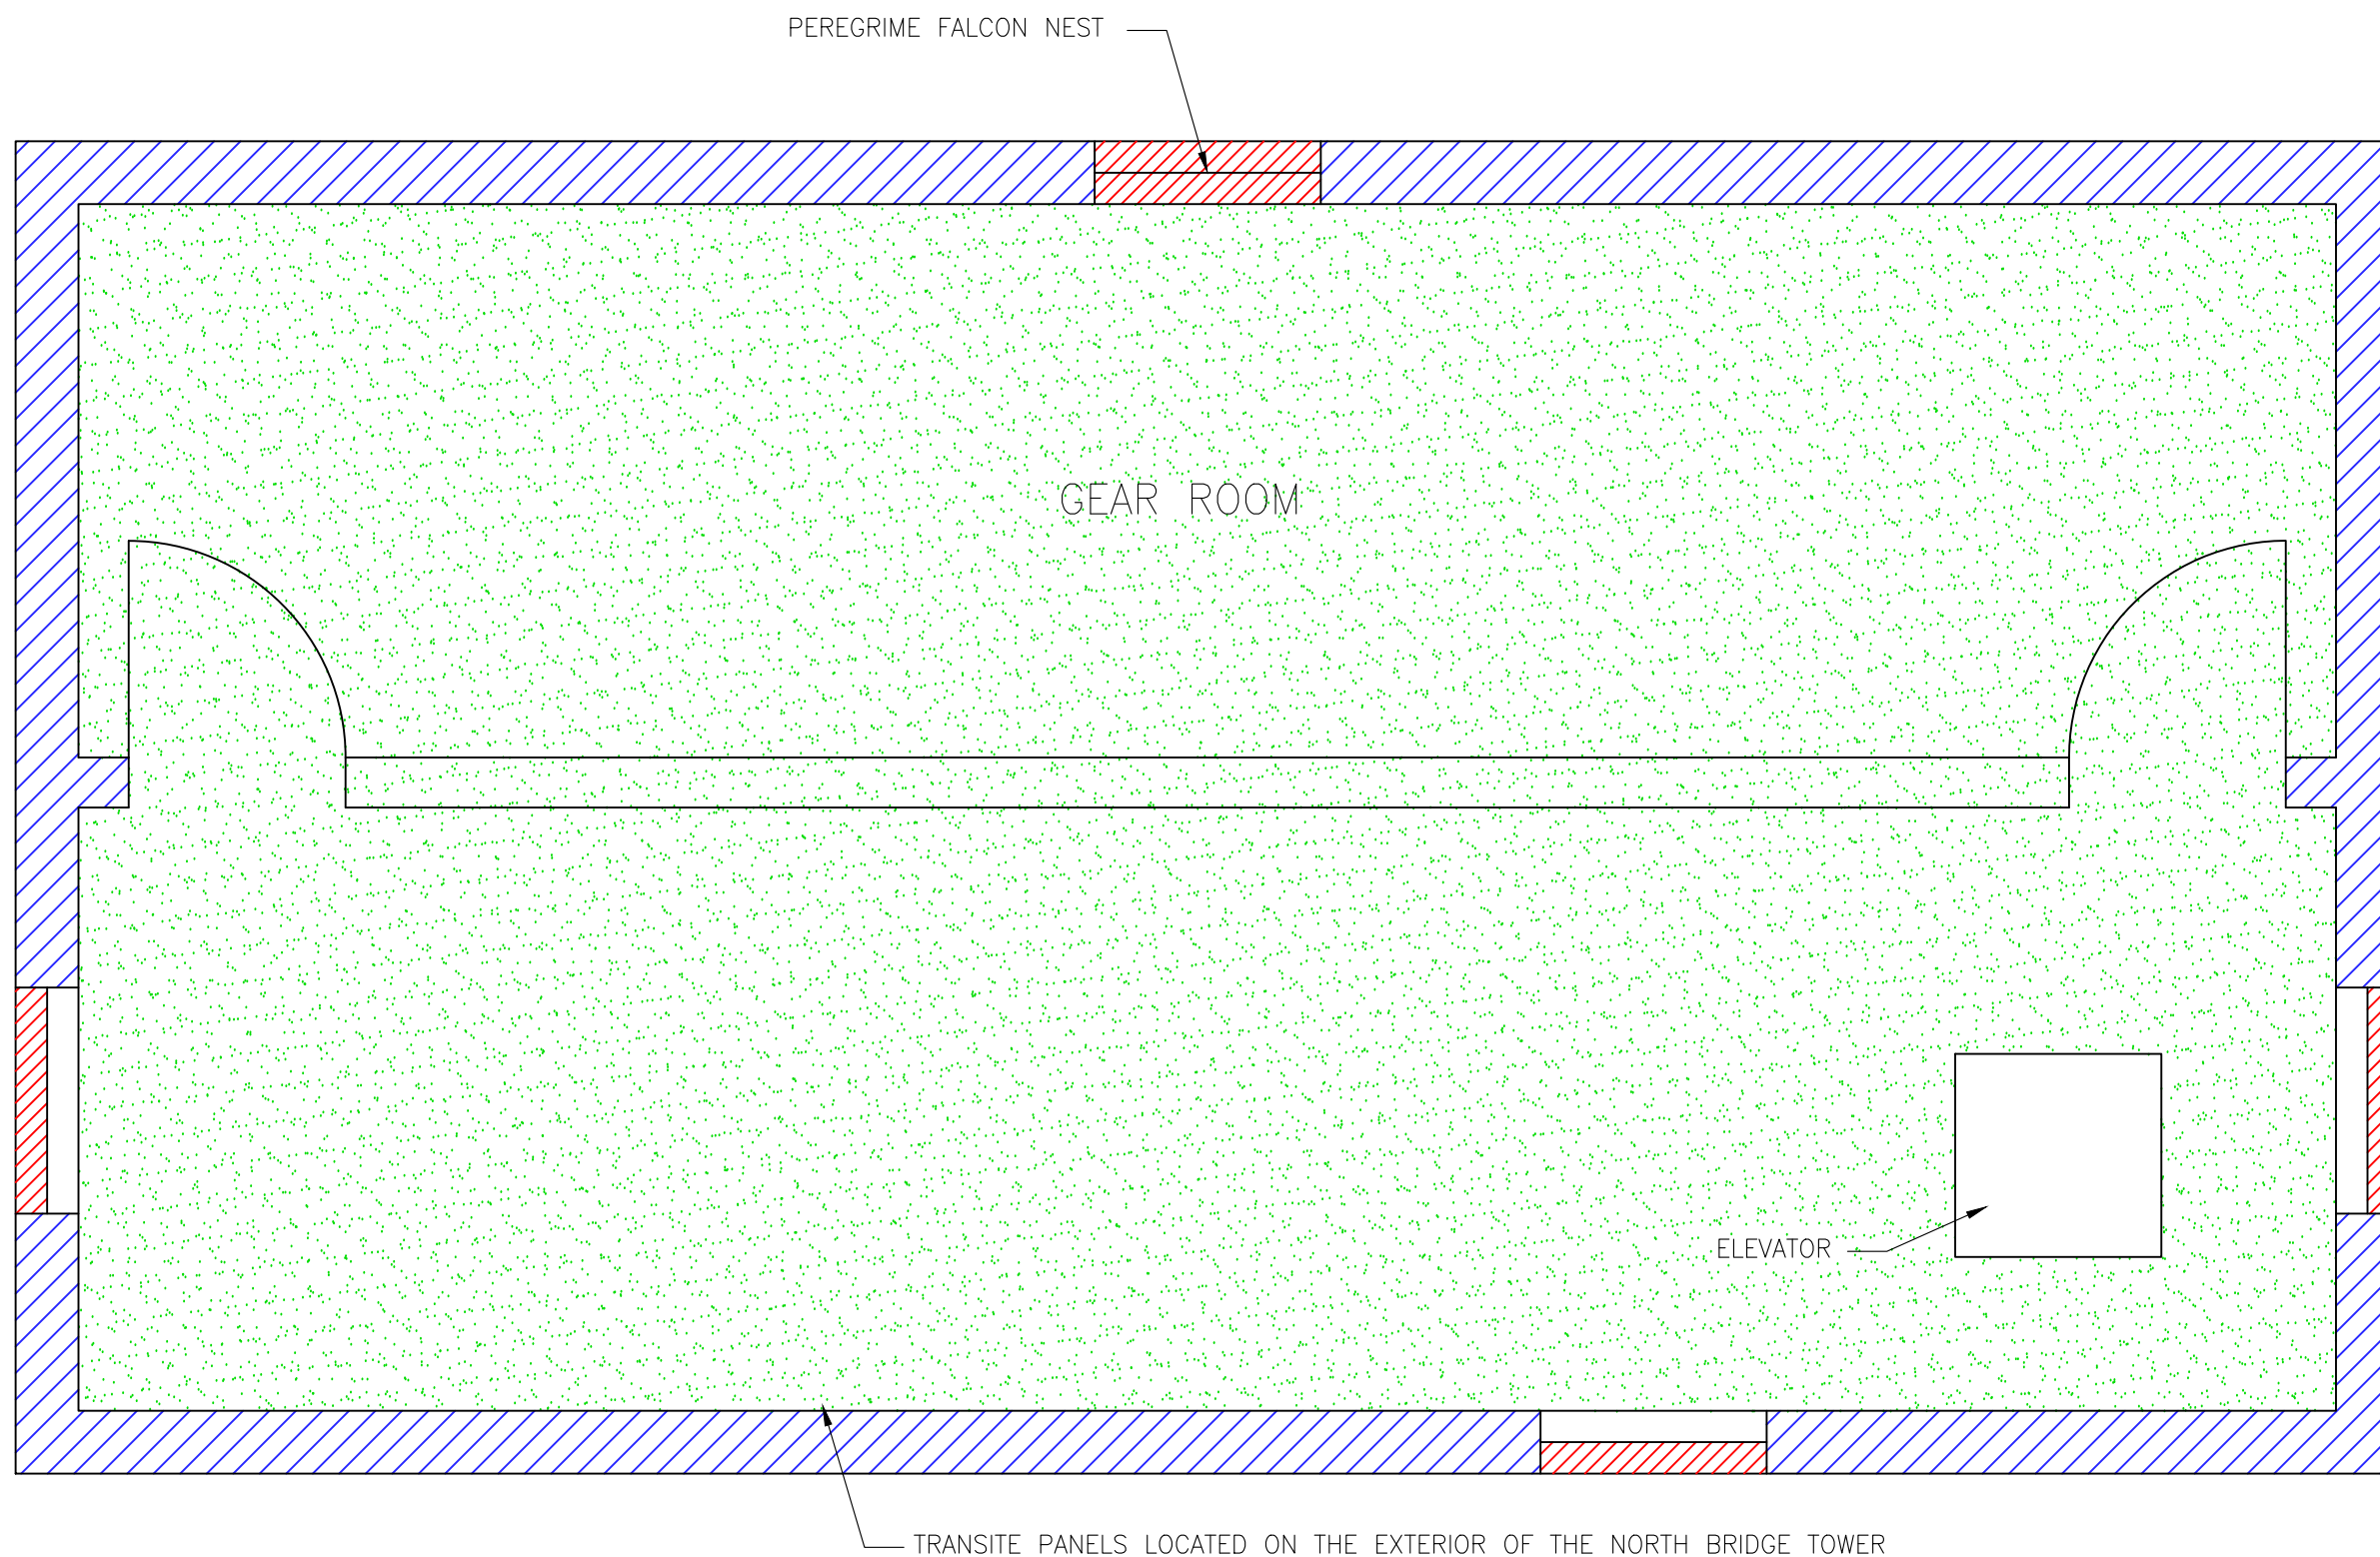 PEREGRIME FALCON NEST
GEAR ROOM
ELEVATOR
TRANSITE PANELS LOCATED ON THE EXTERIOR OF THE NORTH BRIDGE TOWER